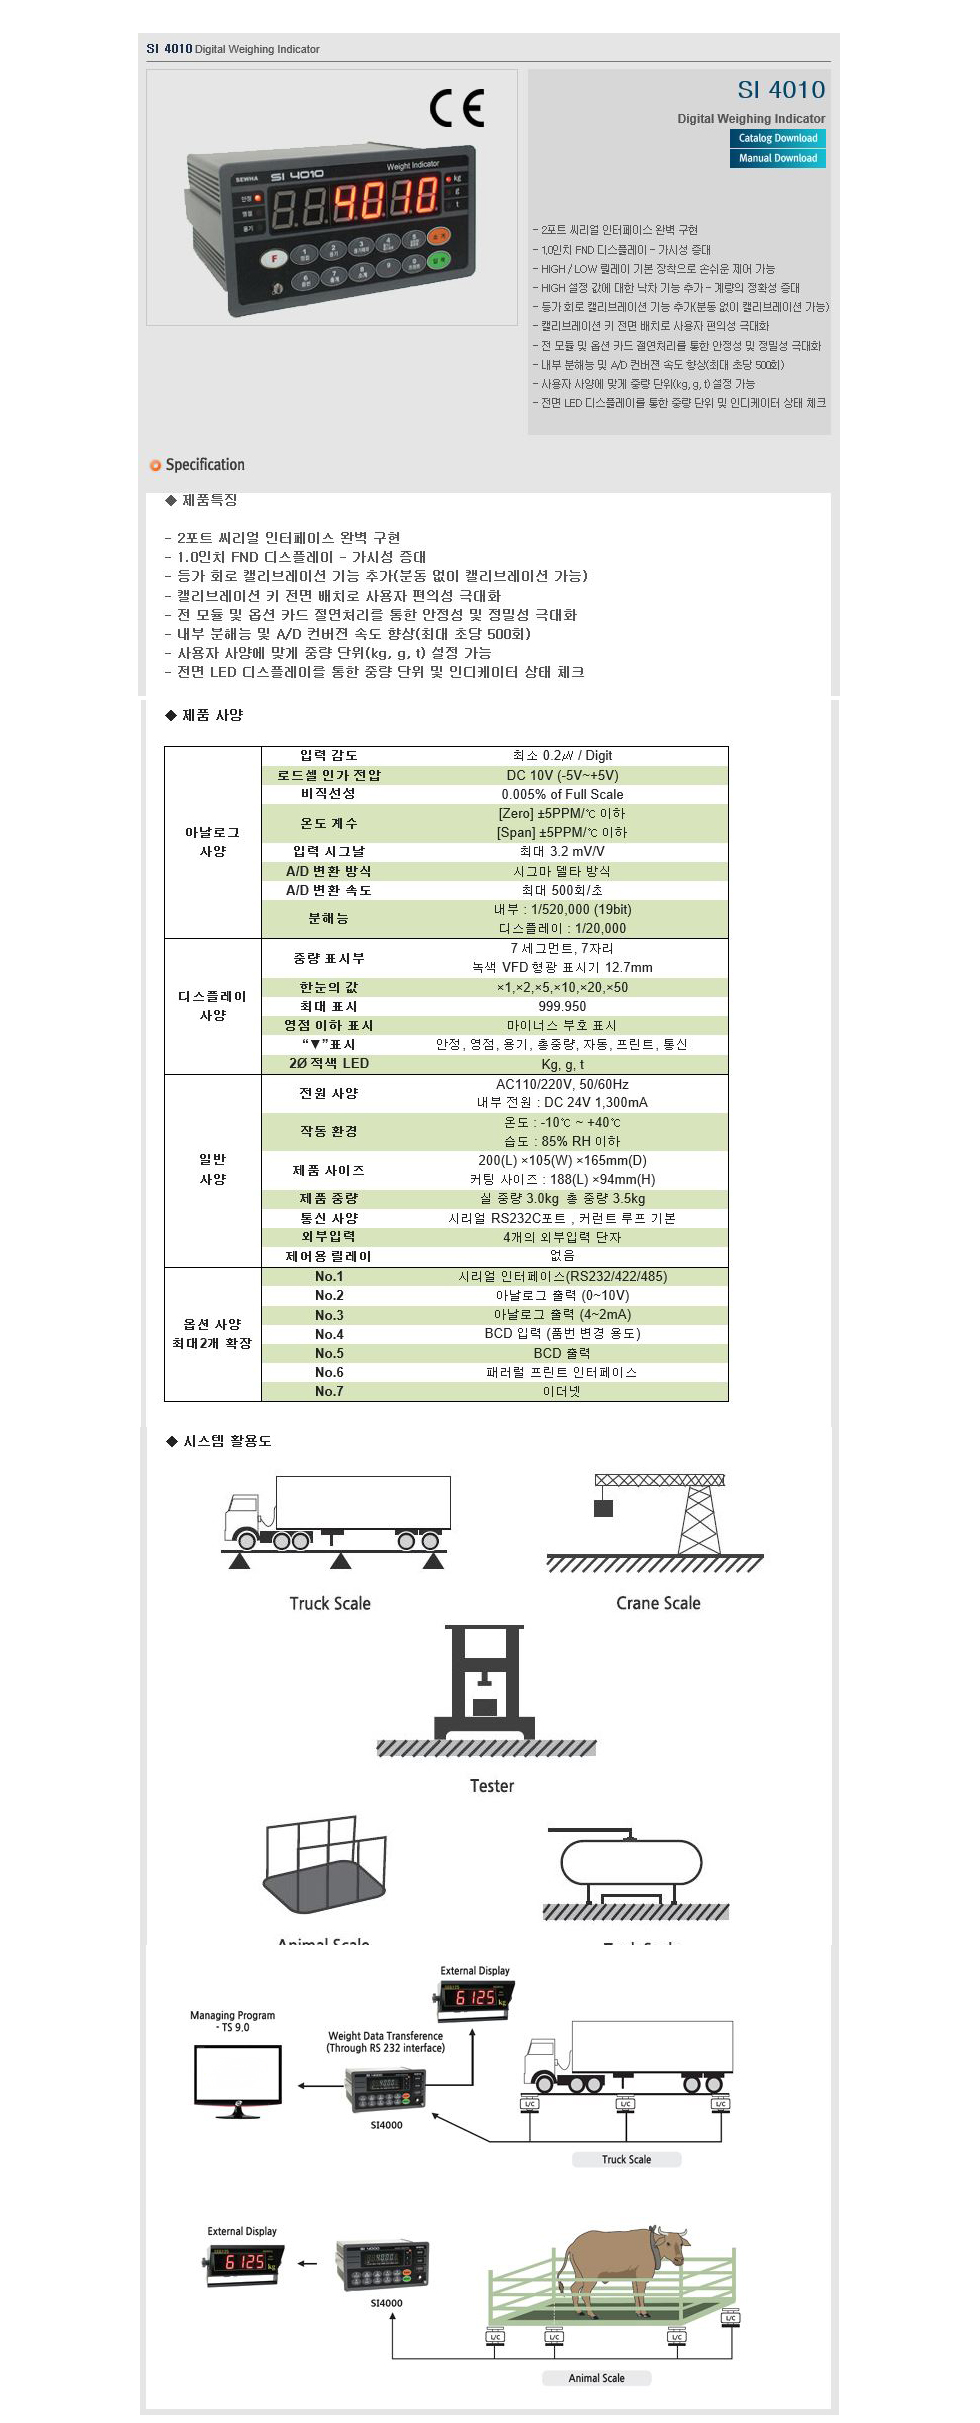 SI 4010 Digital Weighing Indicator
SI 4010
Digital Weighing Indicator
Catalog Download
Manual Download
CE
SEWHA SI 4010 Weight Indicator
4010
kg
g
t
안정
영점
용기
F
- 2포트 씨리얼 인터페이스 완벽 구현
- 1.0인치 FND 디스플레이 - 가시성 증대
- HIGH / LOW 릴레이 기본 장착으로 손쉬운 제어 가능
- HIGH 설정 값에 대한 낙차 기능 추가 - 계량의 정확성 증대
- 등가 회로 캘리브레이션 기능 추가(분동 없이 캘리브레이션 가능)
- 캘리브레이션 키 전면 배치로 사용자 편의성 극대화
- 전 모듈 및 옵션 카드 절연처리를 통한 안정성 및 정밀성 극대화
- 내부 분해능 및 A/D 컨버젼 속도 향상(최대 초당 500회)
- 사용자 사양에 맞게 중량 단위(kg, g, t) 설정 가능
- 전면 LED 디스플레이를 통한 중량 단위 및 인디케이터 상태 체크
Specification
◆ 제품특징
- 2포트 씨리얼 인터페이스 완벽 구현
- 1.0인치 FND 디스플레이 - 가시성 증대
- 등가 회로 캘리브레이션 기능 추가(분동 없이 캘리브레이션 가능)
- 캘리브레이션 키 전면 배치로 사용자 편의성 극대화
- 전 모듈 및 옵션 카드 절연처리를 통한 안정성 및 정밀성 극대화
- 내부 분해능 및 A/D 컨버젼 속도 향상(최대 초당 500회)
- 사용자 사양에 맞게 중량 단위(kg, g, t) 설정 가능
- 전면 LED 디스플레이를 통한 중량 단위 및 인디케이터 상태 체크
◆ 제품 사양
아날로그
사양
입력 감도 최소 0.2㎶ / Digit
로드셀 인가 전압 DC 10V (-5V~+5V)
비직선성 0.005% of Full Scale
온도 계수 [Zero] ±5PPM/℃ 이하
[Span] ±5PPM/℃ 이하
입력 시그날 최대 3.2 mV/V
A/D 변환 방식 시그마 델타 방식
A/D 변환 속도 최대 500회/초
분해능 내부 : 1/520,000 (19bit)
디스플레이 : 1/20,000
디스플레이
사양
중량 표시부 7 세그먼트, 7자리
녹색 VFD 형광 표시기 12.7mm
한눈의 값 ×1,×2,×5,×10,×20,×50
최대 표시 999.950
영점 이하 표시 마이너스 부호 표시
“▼”표시 안정, 영점, 용기, 총중량, 자동, 프린트, 통신
2Ø 적색 LED Kg, g, t
일반
사양
전원 사양 AC110/220V, 50/60Hz
내부 전원 : DC 24V 1,300mA
작동 환경 온도 : -10℃ ~ +40℃
습도 : 85% RH 이하
제품 사이즈 200(L) ×105(W) ×165mm(D)
커팅 사이즈 : 188(L) ×94mm(H)
제품 중량 실 중량 3.0kg 총 중량 3.5kg
통신 사양 시리얼 RS232C포트 , 커런트 루프 기본
외부입력 4개의 외부입력 단자
제어용 릴레이 없음
옵션 사양
최대2개 확장
No.1 시리얼 인터페이스(RS232/422/485)
No.2 아날로그 출력 (0~10V)
No.3 아날로그 출력 (4~2mA)
No.4 BCD 입력 (품번 변경 용도)
No.5 BCD 출력
No.6 패러럴 프린트 인터페이스
No.7 이더넷
◆ 시스템 활용도
Truck Scale
Crane Scale
Tester
Animal Scale
External Display
6125
kg
Managing Program
- TS 9.0
Weight Data Transference
(Through RS 232 interface)
SI4000
L/C
L/C
L/C
Truck Scale
External Display
6125
kg
SI4000
L/C
L/C
L/C
L/C
Animal Scale